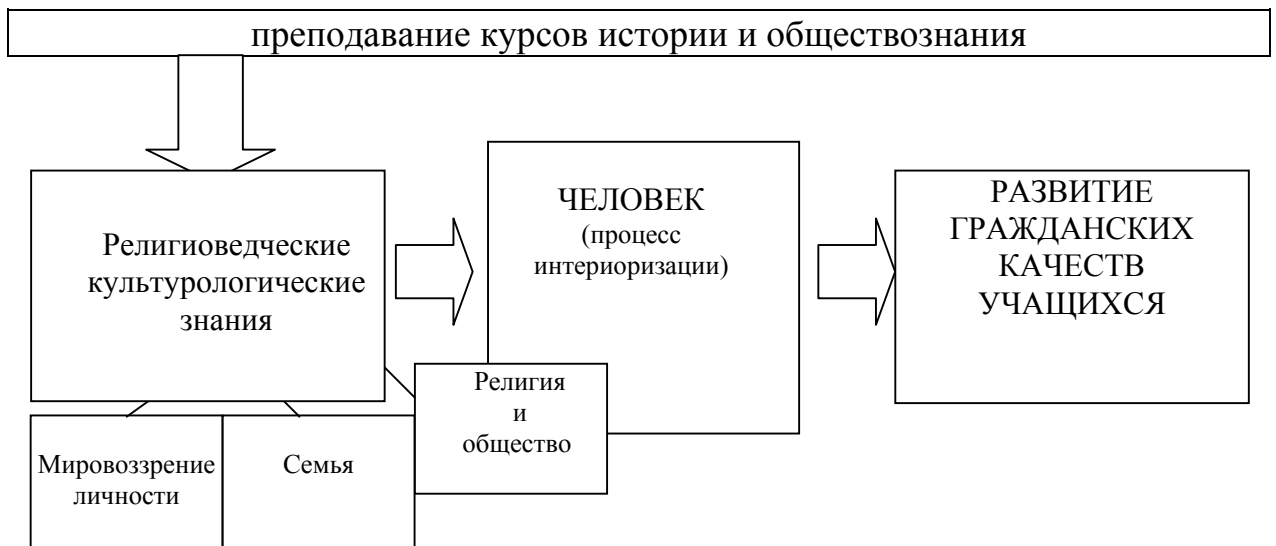 преподавание курсов истории и обществознания
Религиоведческие
культурологические
знания
ЧЕЛОВЕК
(процесс
интериоризации)
РАЗВИТИЕ
ГРАЖДАНСКИХ
КАЧЕСТВ
УЧАЩИХСЯ
Религия
и
общество
Мировоззрение
личности
Семья